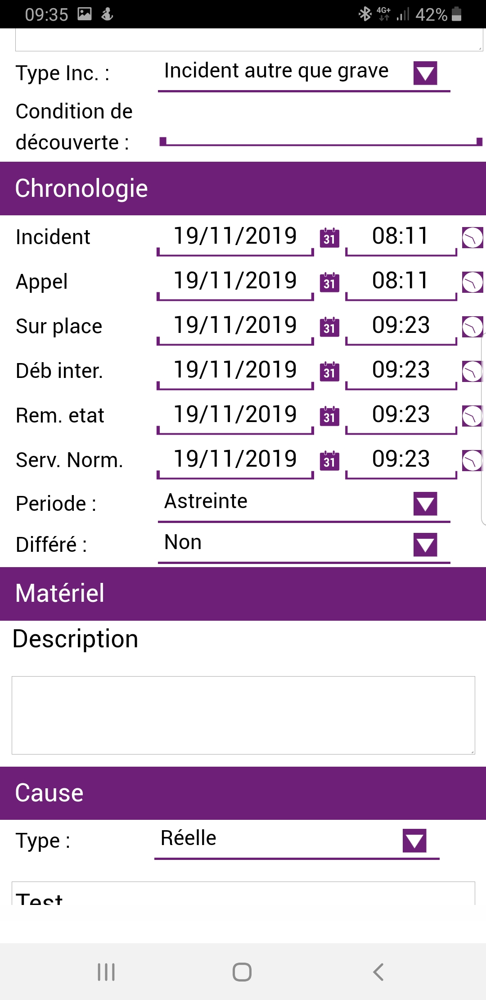 09:35 4G+ 42%
Type Inc. : Incident autre que grave
Condition de
découverte :
Chronologie
Incident 19/11/2019 31 08:11
Appel 19/11/2019 31 08:11
Sur place 19/11/2019 31 09:23
Déb inter. 19/11/2019 31 09:23
Rem. etat 19/11/2019 31 09:23
Serv. Norm. 19/11/2019 31 09:23
Periode : Astreinte
Différé : Non
Matériel
Description
Cause
Type : Réelle
Test